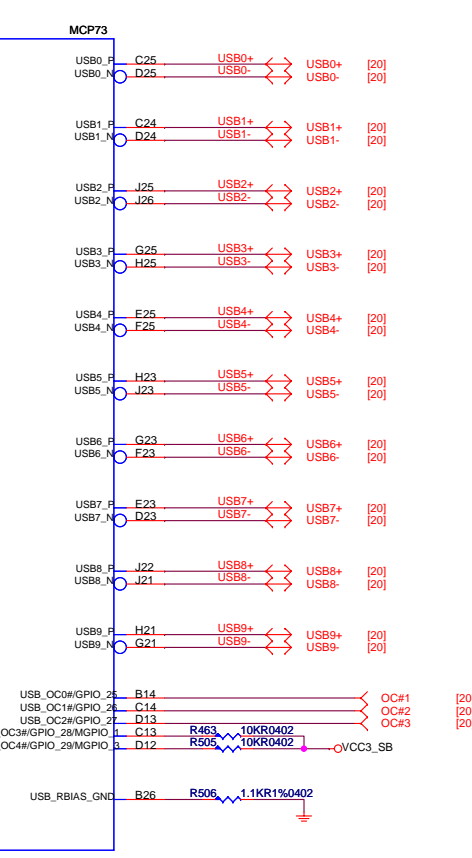 MCP73
USB0_P C25 USB0+ USB0+ [20]
USB0_N D25 USB0- USB0- [20]
USB1_P C24 USB1+ USB1+ [20]
USB1_N D24 USB1- USB1- [20]
USB2_P J25 USB2+ USB2+ [20]
USB2_N J26 USB2- USB2- [20]
USB3_P G25 USB3+ USB3+ [20]
USB3_N H25 USB3- USB3- [20]
USB4_P E25 USB4+ USB4+ [20]
USB4_N F25 USB4- USB4- [20]
USB5_P H23 USB5+ USB5+ [20]
USB5_N J23 USB5- USB5- [20]
USB6_P G23 USB6+ USB6+ [20]
USB6_N F23 USB6- USB6- [20]
USB7_P E23 USB7+ USB7+ [20]
USB7_N D23 USB7- USB7- [20]
USB8_P J22 USB8+ USB8+ [20]
USB8_N J21 USB8- USB8- [20]
USB9_P H21 USB9+ USB9+ [20]
USB9_N G21 USB9- USB9- [20]
USB_OC0#/GPIO_25 B14 OC#1 [20
USB_OC1#/GPIO_26 C14 OC#2 [20
USB_OC2#/GPIO_27 D13 OC#3 [20
OC3#/GPIO_28/MGPIO_1 C13 R463 10KR0402
OC4#/GPIO_29/MGPIO_3 D12 R505 10KR0402 VCC3_SB
USB_RBIAS_GND B26 R506 1.1KR1%0402